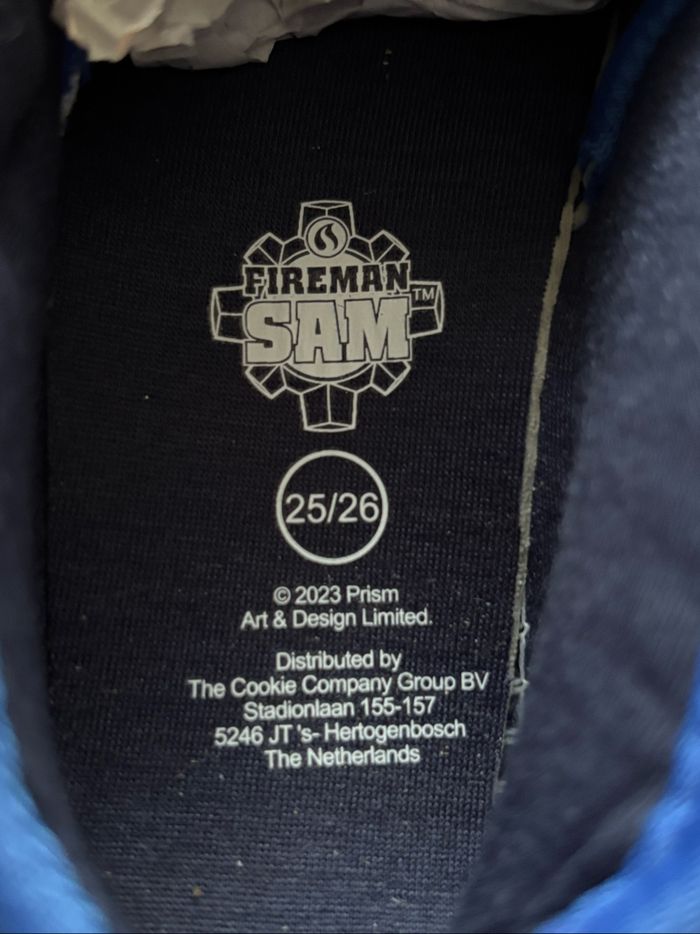 FIREMAN
SAM™
25/26
© 2023 Prism
Art & Design Limited.
Distributed by
The Cookie Company Group BV
Stadionlaan 155-157
5246 JT 's- Hertogenbosch
The Netherlands